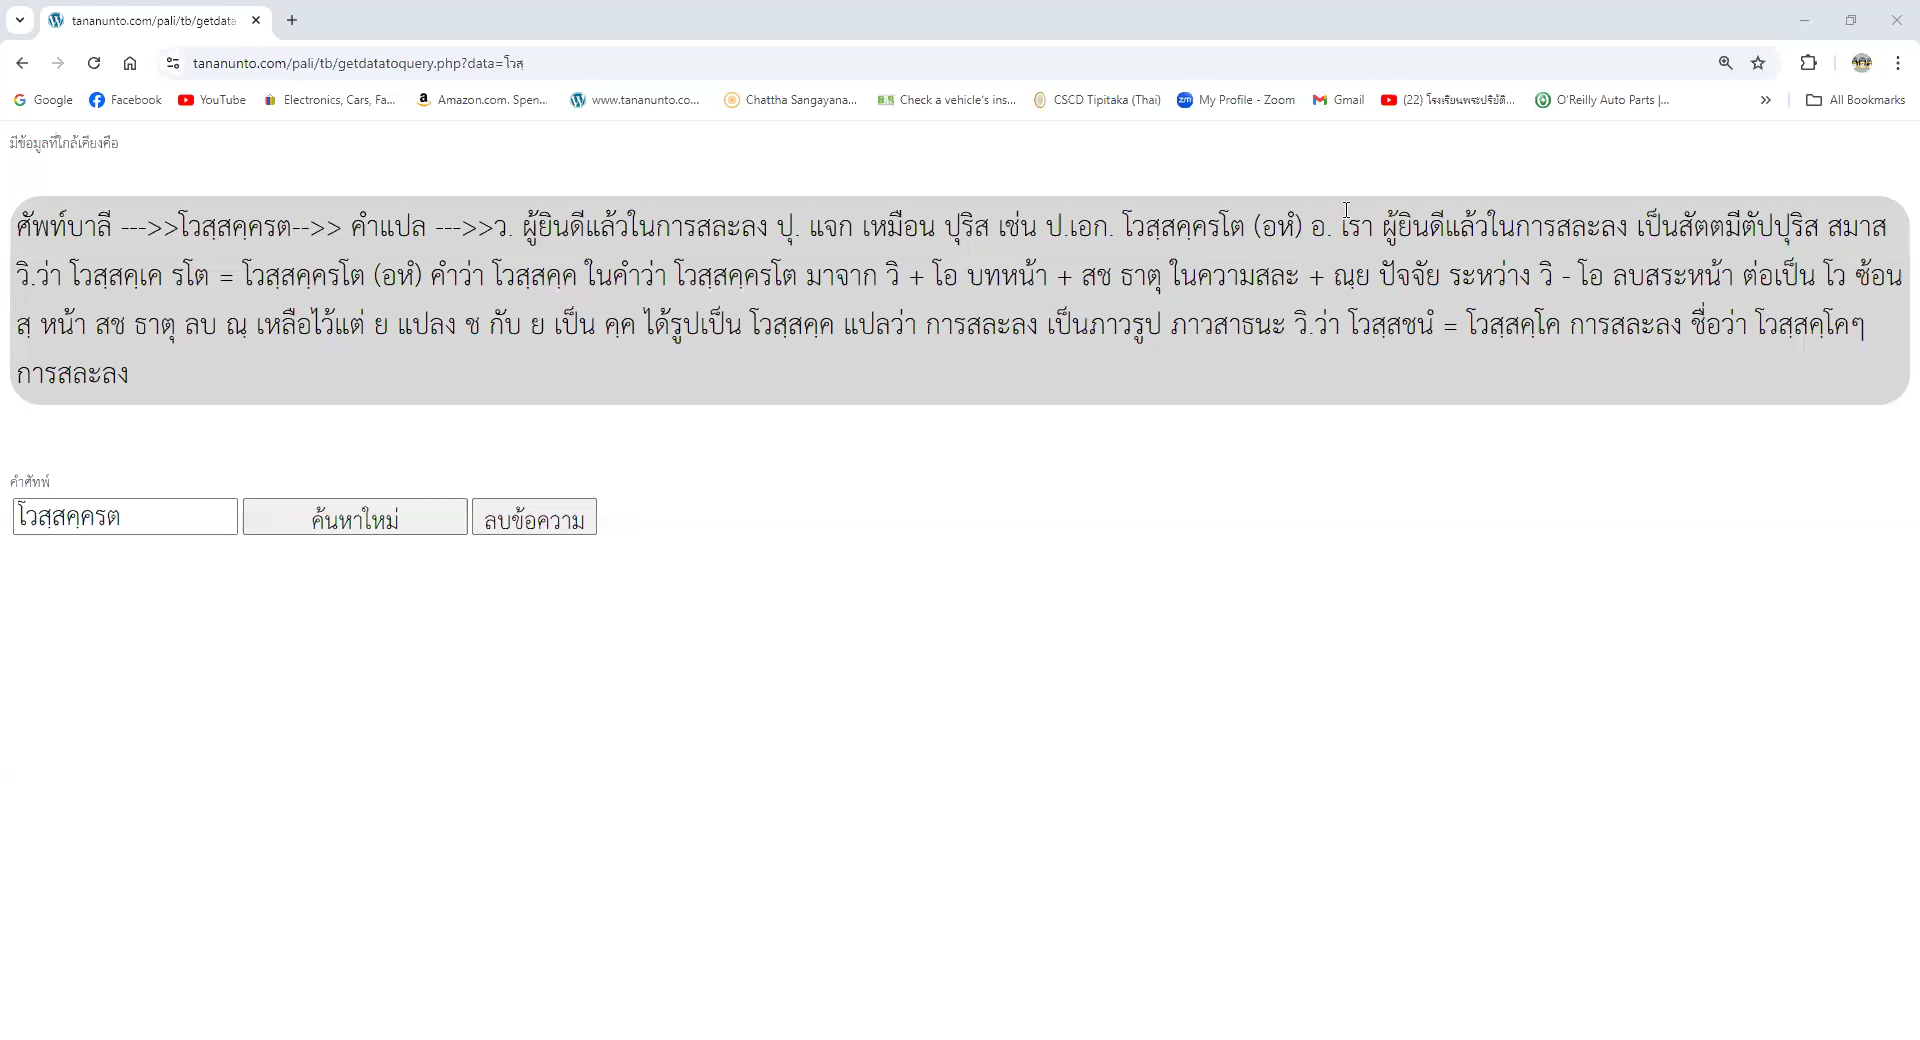 tananunto.com/pali/tb/getdata
tananunto.com/pali/tb/getdatatoquery.php?data=โวสฺ
Google Facebook YouTube Electronics, Cars, Fa... Amazon.com. Spen... www.tananunto.co... Chattha Sangayana... Check a vehicle's ins... CSCD Tipitaka (Thai) My Profile - Zoom Gmail (22) โรงเรียนพระปริยัติ... O'Reilly Auto Parts |... All Bookmarks
มีข้อมูลที่ใกล้เคียงคือ
ศัพท์บาลี --->>โวสฺสคฺครต-->> คำแปล --->>ว. ผู้ยินดีแล้วในการสละลง ปุ. แจก เหมือน ปุริส เช่น ป.เอก. โวสฺสคฺครโต (อหํ) อ. เรา ผู้ยินดีแล้วในการสละลง เป็นสัตตมีตัปปุริส สมาส
วิ.ว่า โวสฺสคฺเค รโต = โวสฺสคฺครโต (อหํ) คำว่า โวสฺสคฺค ในคำว่า โวสฺสคฺครโต มาจาก วิ + โอ บทหน้า + สช ธาตุ ในความสละ + ณฺย ปัจจัย ระหว่าง วิ - โอ ลบสระหน้า ต่อเป็น โว ซ้อน
สฺ หน้า สช ธาตุ ลบ ณฺ เหลือไว้แต่ ย แปลง ช กับ ย เป็น คฺค ได้รูปเป็น โวสฺสคฺค แปลว่า การสละลง เป็นภาวรูป ภาวสาธนะ วิ.ว่า โวสฺสชนํ = โวสฺสคฺโค การสละลง ชื่อว่า โวสฺสคฺโคๆ
การสละลง
คำศัทพ์
โวสฺสคฺครต ค้นหาใหม่ ลบข้อความ